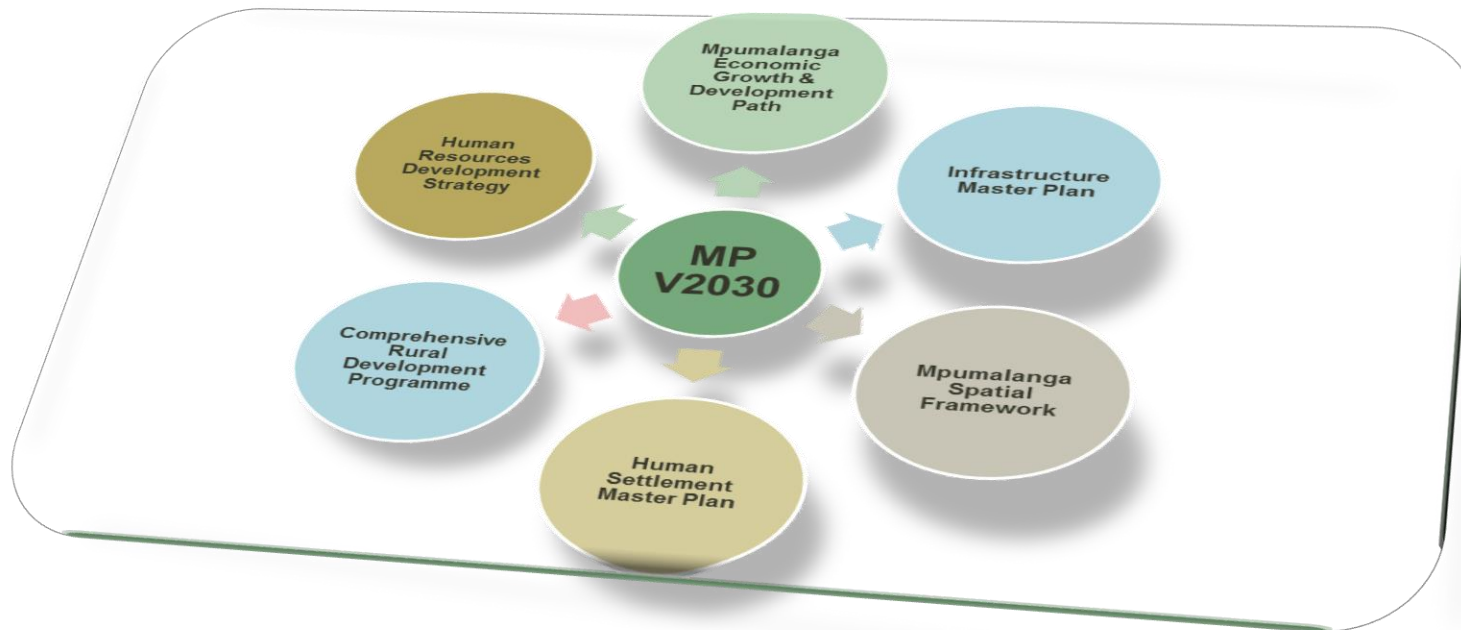 Mpumalanga
Economic
Growth &
Development
Path
Human
Resources
Development
Strategy
Infrastructure
Master Plan
MP
V2030
Comprehensive
Rural
Development
Programme
Mpumalanga
Spatial
Framework
Human
Settlement
Master Plan